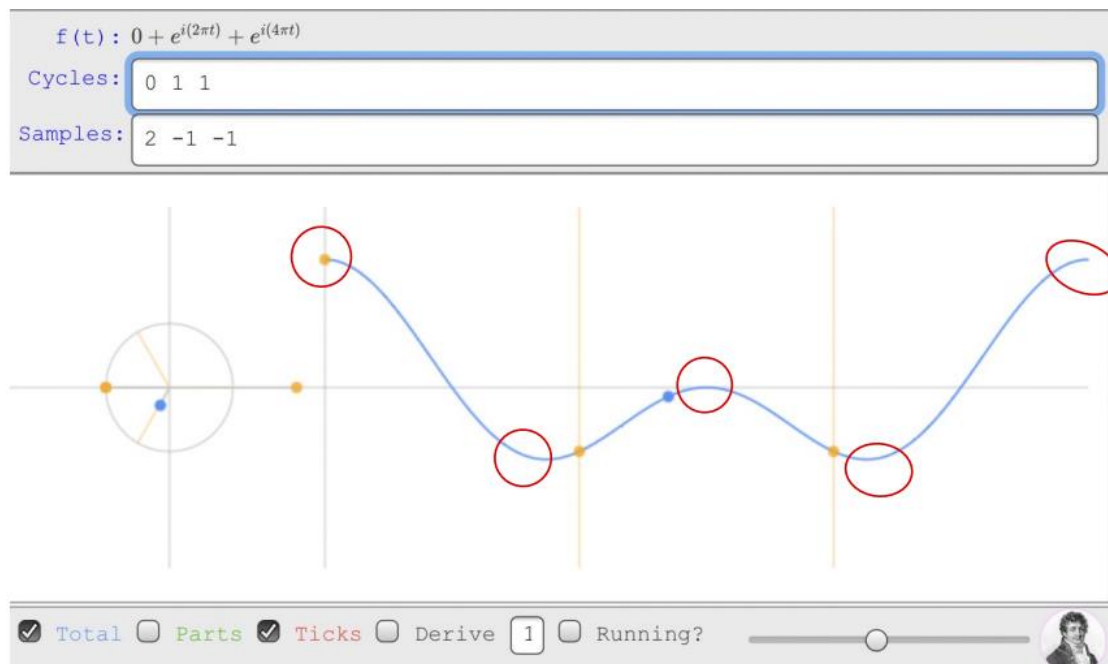 f(t): 0 + e^{i(2πt)} + e^{i(4πt)}
Cycles: 0 1 1
Samples: 2 -1 -1
Total Parts Ticks Derive 1 Running?